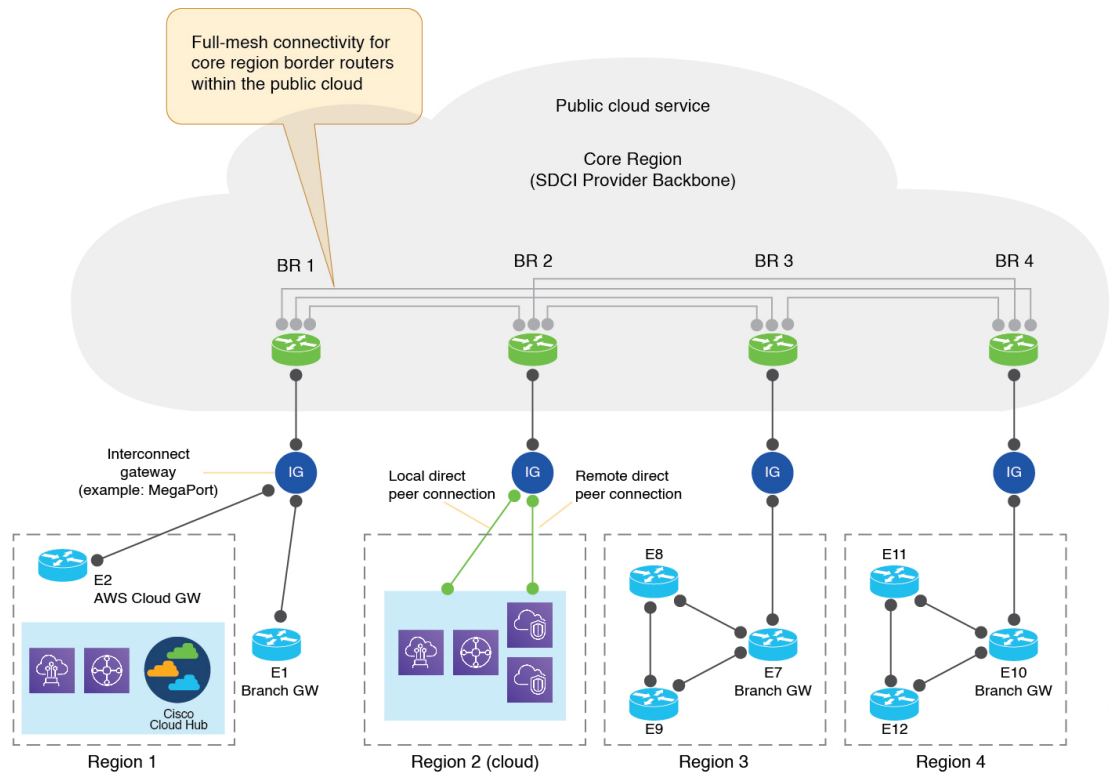 Full-mesh connectivity for
core region border routers
within the public cloud
Public cloud service
Core Region
(SDCI Provider Backbone)
BR 1
BR 2
BR 3
BR 4
Interconnect
gateway
(example: MegaPort)
IG
Local direct
peer connection
IG
Remote direct
peer connection
IG
IG
E2
AWS Cloud GW
Cisco
Cloud Hub
E1
Branch GW
E8
E7
Branch GW
E9
E11
E10
Branch GW
E12
Region 1
Region 2 (cloud)
Region 3
Region 4